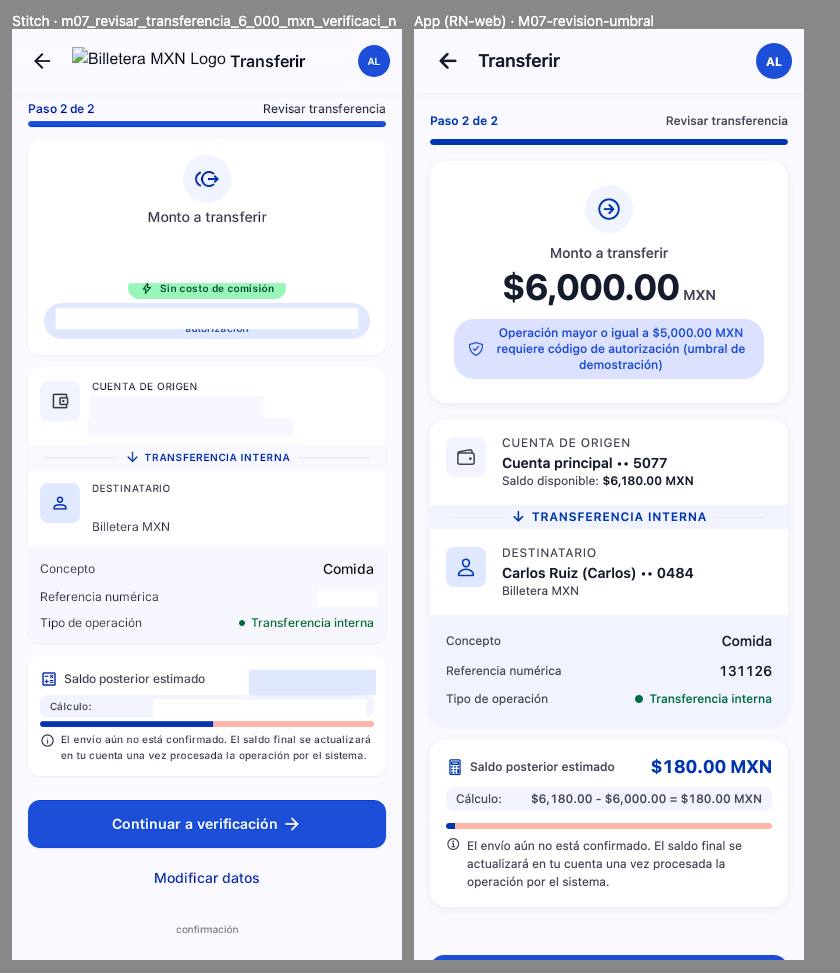 Stitch · m07_revisar_transferencia_6_000_mxn_verificaci_n
Billetera MXN Logo Transferir
AL
Paso 2 de 2
Revisar transferencia
Monto a transferir
Sin costo de comisión
autorización
CUENTA DE ORIGEN
TRANSFERENCIA INTERNA
DESTINATARIO
Billetera MXN
Concepto
Comida
Referencia numérica
Tipo de operación
Transferencia interna
Saldo posterior estimado
Cálculo:
El envío aún no está confirmado. El saldo final se actualizará
en tu cuenta una vez procesada la operación por el sistema.
Continuar a verificación
Modificar datos
confirmación
App (RN-web) · M07-revision-umbral
Transferir
AL
Paso 2 de 2
Revisar transferencia
Monto a transferir
$6,000.00 MXN
Operación mayor o igual a $5,000.00 MXN
requiere código de autorización (umbral de
demostración)
CUENTA DE ORIGEN
Cuenta principal •• 5077
Saldo disponible: $6,180.00 MXN
TRANSFERENCIA INTERNA
DESTINATARIO
Carlos Ruiz (Carlos) •• 0484
Billetera MXN
Concepto
Comida
Referencia numérica
131126
Tipo de operación
Transferencia interna
Saldo posterior estimado
$180.00 MXN
Cálculo:
$6,180.00 - $6,000.00 = $180.00 MXN
El envío aún no está confirmado. El saldo final se
actualizará en tu cuenta una vez procesada la
operación por el sistema.